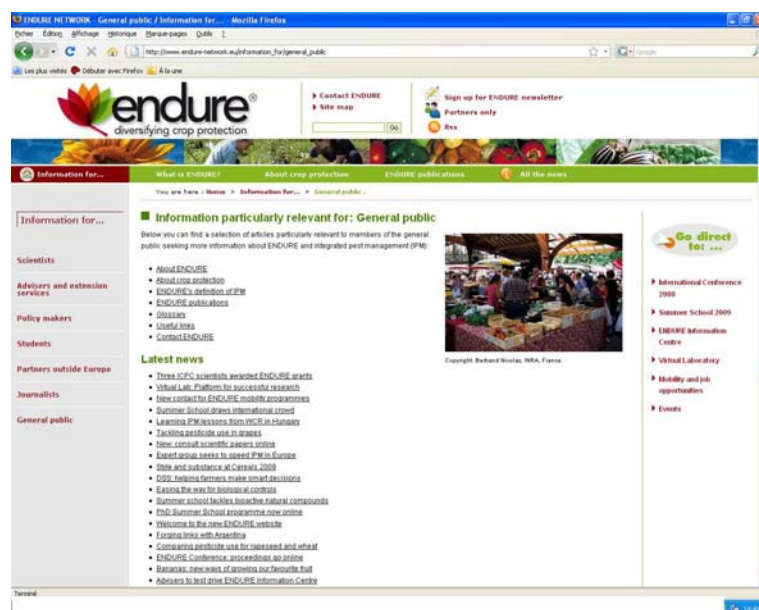 ENDURE NETWORK - General public / Information for... - Mozilla Firefox
Fichier Edition Affichage Historique Marque-pages Outils ?
http://www.endure-network.eu/information_for/general_public
Google
Les plus visités Débuter avec Firefox À la une
endure®
diversifying crop protection
Contact ENDURE
Site map
Go
Sign up for ENDURE newsletter
Partners only
Rss
Information for...
What is ENDURE?
About crop protection
ENDURE publications
All the news
You are here : Home > Information for... > General public .
Information for...
Scientists
Advisers and extension
services
Policy makers
Students
Partners outside Europe
Journalists
General public
Information particularly relevant for: General public
Below you can find a selection of articles particularly relevant to members of the general
public seeking more information about ENDURE and integrated pest management (IPM):
About ENDURE
About crop protection
ENDURE's definition of IPM
ENDURE publications
Glossary
Useful links
Contact ENDURE
Copyright: Bertrand Nicolas, INRA, France.
Latest news
Three ICPC scientists awarded ENDURE grants
Virtual Lab: Platform for successful research
New contact for ENDURE mobility programmes
Summer School draws international crowd
Learning IPM lessons from WCR in Hungary
Tackling pesticide use in grapes
New: consult scientific papers online
Expert group seeks to speed IPM in Europe
Style and substance at Cereals 2009
DSS: helping farmers make smart decisions
Easing the way for biological controls
Summer school tackles bioactive natural compounds
PhD Summer School programme now online
Welcome to the new ENDURE website
Forging links with Argentina
Comparing pesticide use for rapeseed and wheat
ENDURE Conference: proceedings go online
Bananas: new ways of growing our favourite fruit
Advisers to test drive ENDURE Information Centre
Go direct
to: ...
International Conference
2008
Summer School 2009
ENDURE Information
Centre
Virtual Laboratory
Mobility and job
opportunities
Events
Terminé